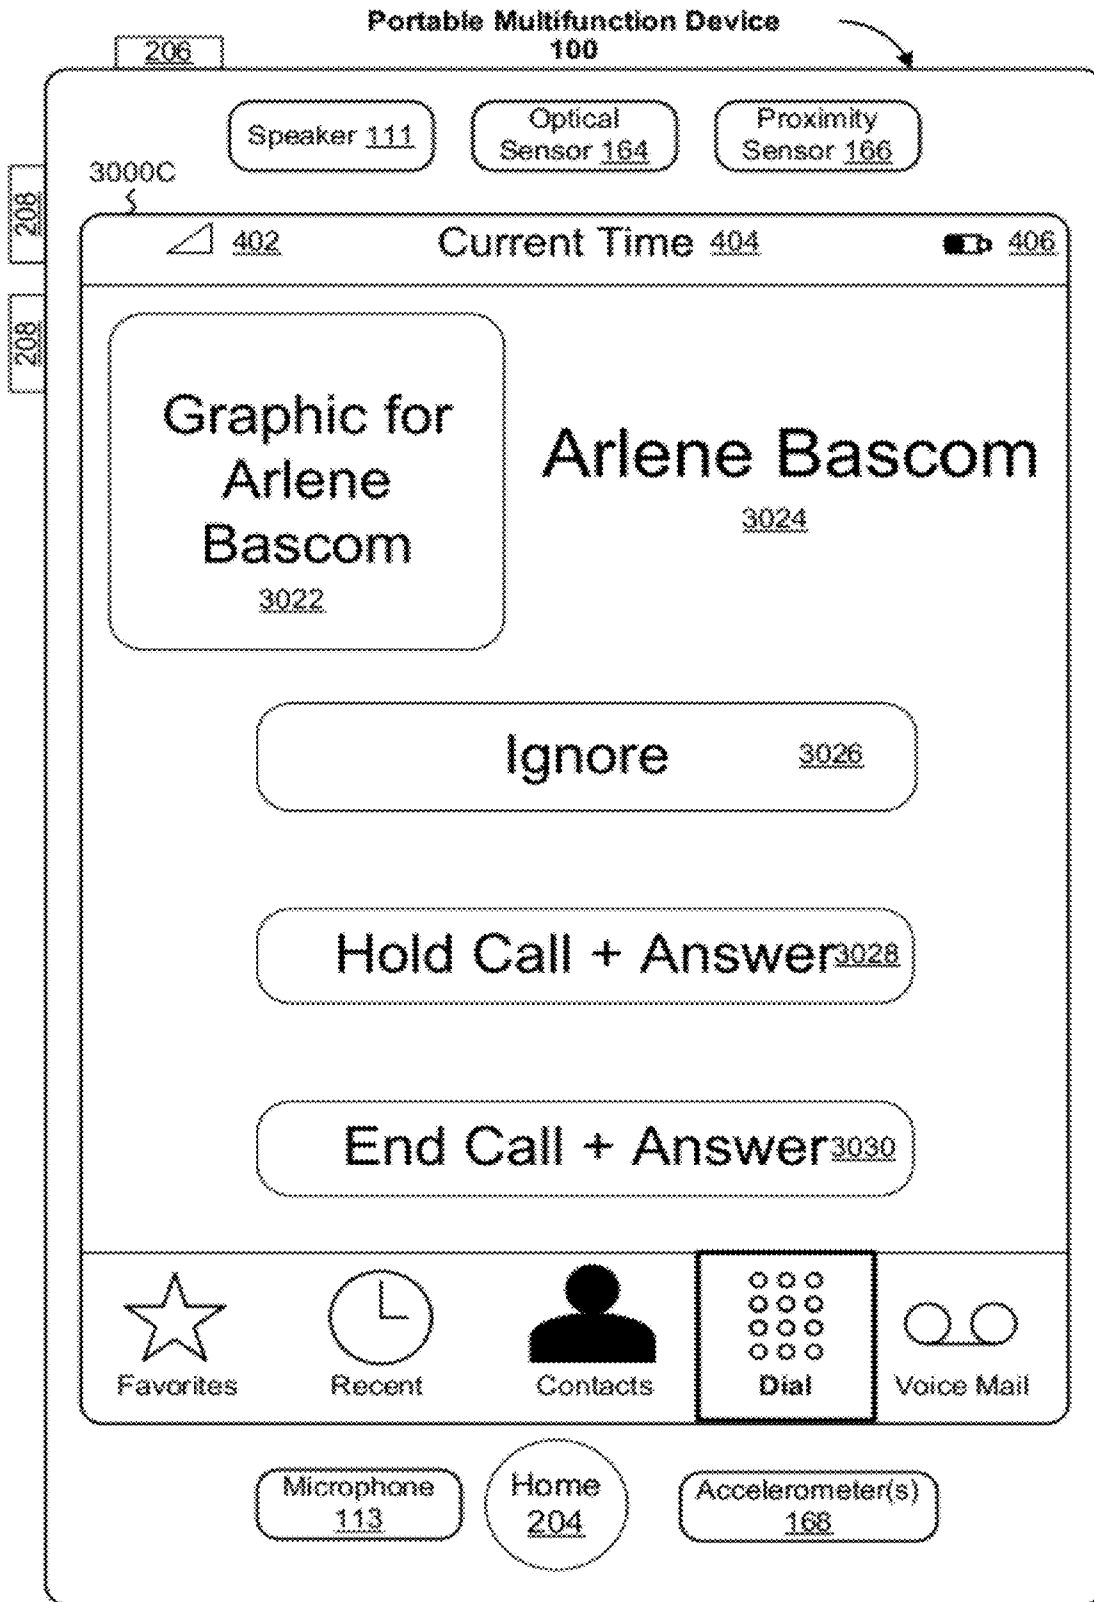 Portable Multifunction Device
100
206
Speaker 111
Optical
Sensor 164
Proximity
Sensor 166
3000C
208
208
402
Current Time 404
406
Graphic for
Arlene
Bascom
3022
Arlene Bascom
3024
Ignore 3026
Hold Call + Answer 3028
End Call + Answer 3030
Favorites
Recent
Contacts
Dial
Voice Mail
Microphone
113
Home
204
Accelerometer(s)
168